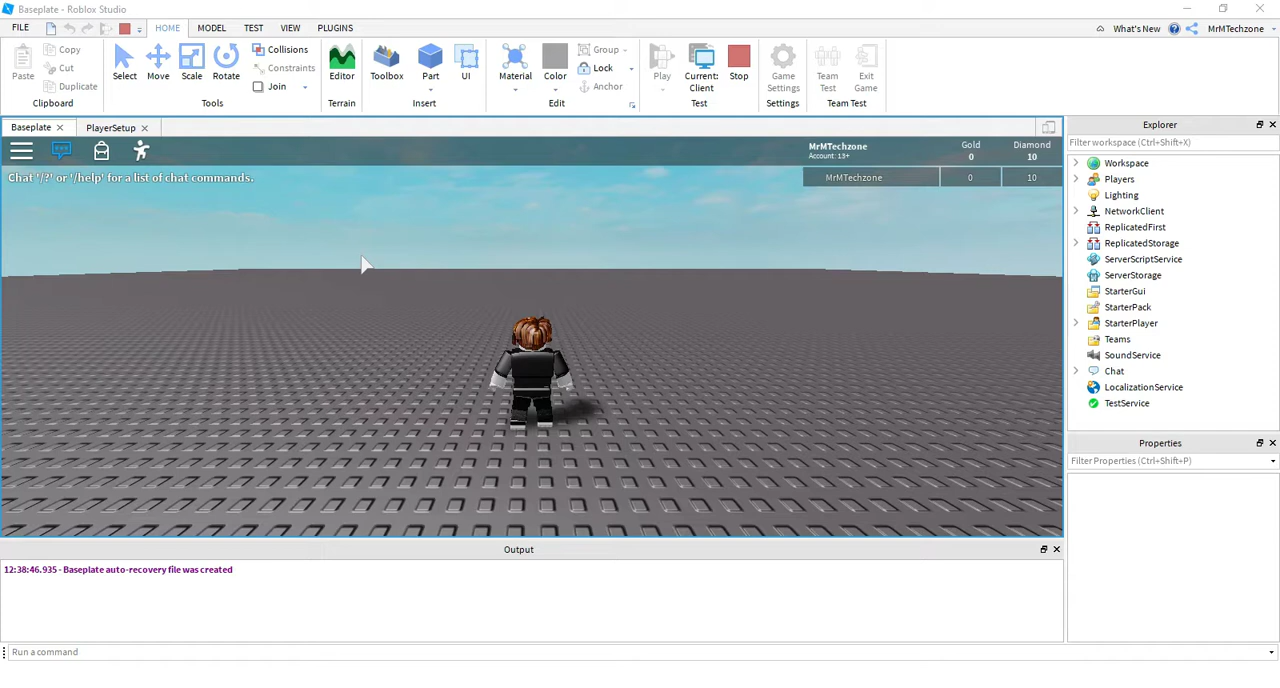 Baseplate - Roblox Studio
FILE HOME MODEL TEST VIEW PLUGINS What's New MrMTechzone
Paste Copy Cut Duplicate Select Move Scale Rotate Collisions Constraints Join Editor Toolbox Part UI Material Color Group Lock Anchor Play Current: Client Stop Game Settings Team Test Exit Game
Clipboard Tools Terrain Insert Edit Test Settings Team Test
Baseplate PlayerSetup
MrMTechzone Gold Diamond
Account: 13+ 0 10
Chat '/?' or '/help' for a list of chat commands. MrMTechzone 0 10
Explorer
Filter workspace (Ctrl+Shift+X)
Workspace
Players
Lighting
NetworkClient
ReplicatedFirst
ReplicatedStorage
ServerScriptService
ServerStorage
StarterGui
StarterPack
StarterPlayer
Teams
SoundService
Chat
LocalizationService
TestService
Properties
Filter Properties (Ctrl+Shift+P)
Output
12:38:46.935 - Baseplate auto-recovery file was created
Run a command